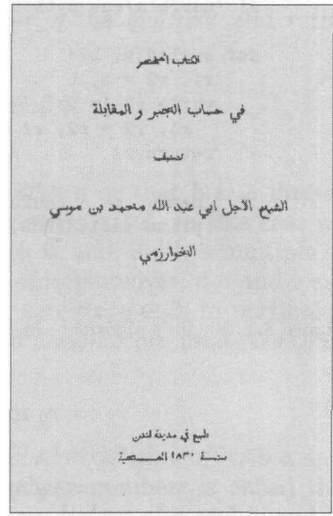 الكتاب المختصر
في حساب الجبر و المقابلة
تصنيف
الشيخ الاجل ابي عبد الله محمد بن موسي
الخوارزمي
طبع في مدينة لندن
سنة ١٨٣٠ المسيحية